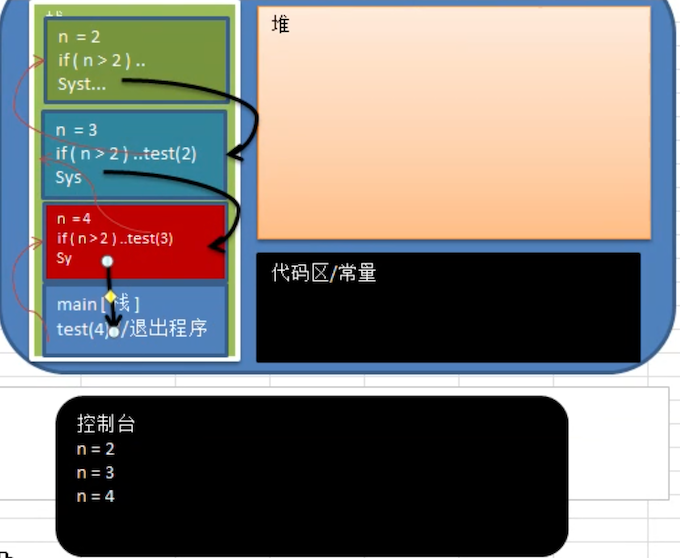 n = 2
if ( n > 2 ) ..
Syst...
n = 3
if ( n > 2 ) ..test(2)
Sys
n = 4
if ( n > 2 ) ..test(3)
Sy
main [ 栈 ]
test(4) //退出程序
堆
代码区/常量
控制台
n = 2
n = 3
n = 4